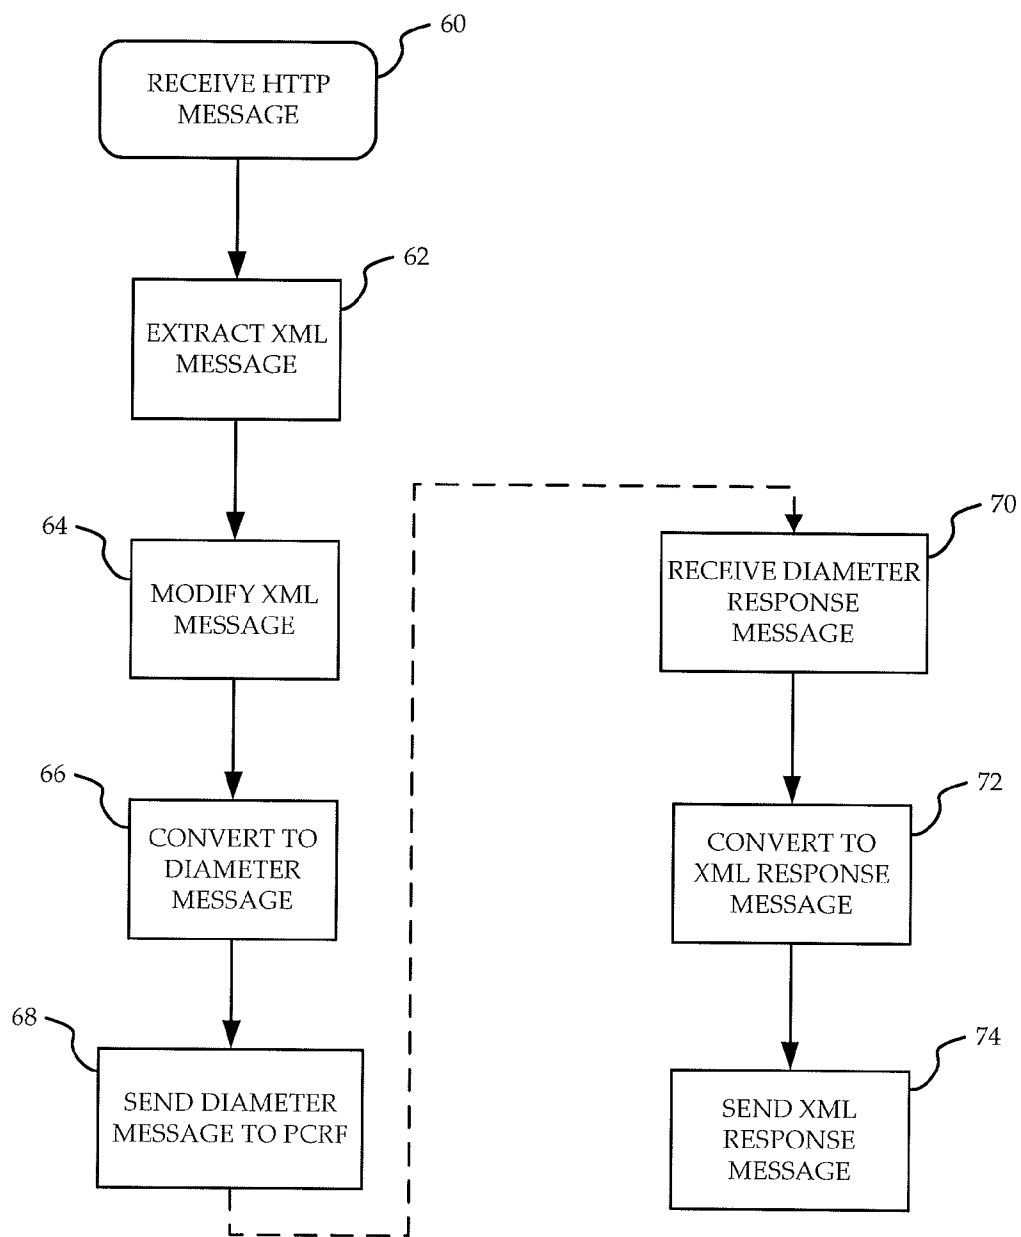 60
RECEIVE HTTP
MESSAGE
62
EXTRACT XML
MESSAGE
64
MODIFY XML
MESSAGE
66
CONVERT TO
DIAMETER
MESSAGE
68
SEND DIAMETER
MESSAGE TO PCRF
70
RECEIVE DIAMETER
RESPONSE
MESSAGE
72
CONVERT TO
XML RESPONSE
MESSAGE
74
SEND XML
RESPONSE
MESSAGE